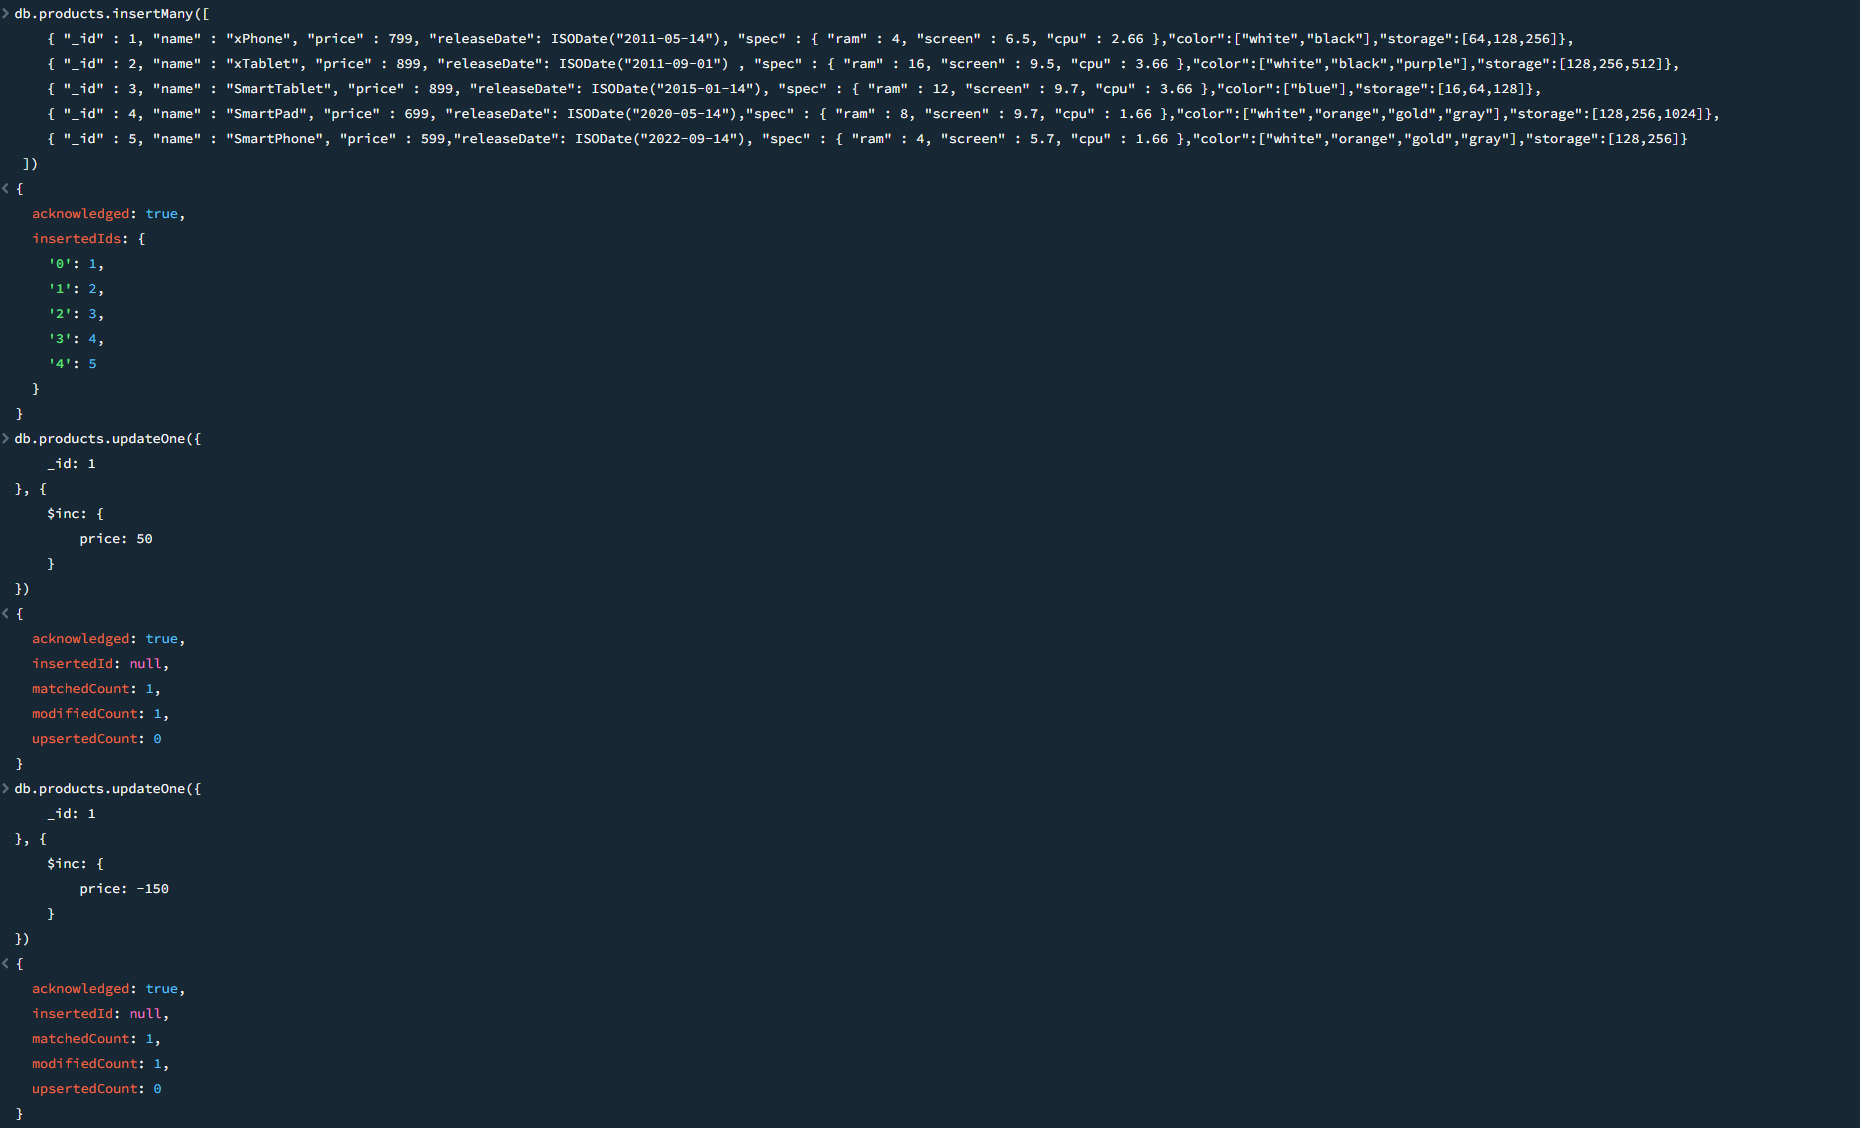 > db.products.insertMany([
{ "_id" : 1, "name" : "xPhone", "price" : 799, "releaseDate": ISODate("2011-05-14"), "spec" : { "ram" : 4, "screen" : 6.5, "cpu" : 2.66 },"color":["white","black"],"storage":[64,128,256]},
{ "_id" : 2, "name" : "xTablet", "price" : 899, "releaseDate": ISODate("2011-09-01") , "spec" : { "ram" : 16, "screen" : 9.5, "cpu" : 3.66 },"color":["white","black","purple"],"storage":[128,256,512]},
{ "_id" : 3, "name" : "SmartTablet", "price" : 899, "releaseDate": ISODate("2015-01-14"), "spec" : { "ram" : 12, "screen" : 9.7, "cpu" : 3.66 },"color":["blue"],"storage":[16,64,128]},
{ "_id" : 4, "name" : "SmartPad", "price" : 699, "releaseDate": ISODate("2020-05-14"),"spec" : { "ram" : 8, "screen" : 9.7, "cpu" : 1.66 },"color":["white","orange","gold","gray"],"storage":[128,256,1024]},
{ "_id" : 5, "name" : "SmartPhone", "price" : 599,"releaseDate": ISODate("2022-09-14"), "spec" : { "ram" : 4, "screen" : 5.7, "cpu" : 1.66 },"color":["white","orange","gold","gray"],"storage":[128,256]}
])
< {
acknowledged: true,
insertedIds: {
'0': 1,
'1': 2,
'2': 3,
'3': 4,
'4': 5
}
}
> db.products.updateOne({
_id: 1
}, {
$inc: {
price: 50
}
})
< {
acknowledged: true,
insertedId: null,
matchedCount: 1,
modifiedCount: 1,
upsertedCount: 0
}
> db.products.updateOne({
_id: 1
}, {
$inc: {
price: -150
}
})
< {
acknowledged: true,
insertedId: null,
matchedCount: 1,
modifiedCount: 1,
upsertedCount: 0
}